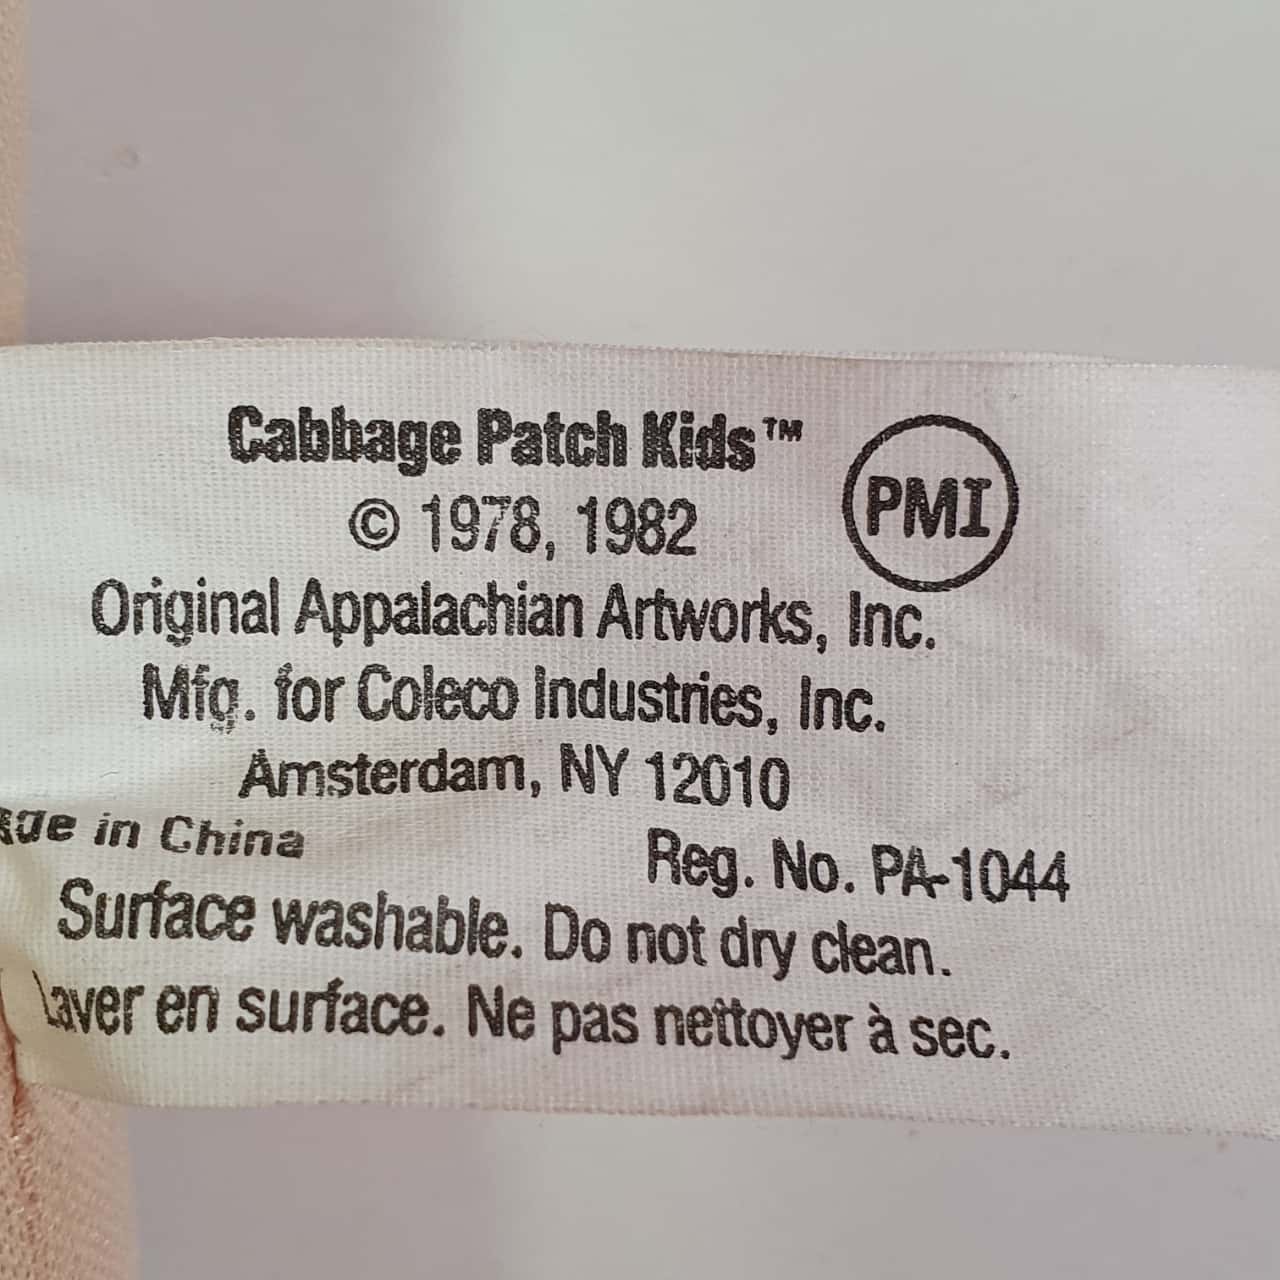 Cabbage Patch Kids™
PMI
© 1978, 1982
Original Appalachian Artworks, Inc.
Mfg. for Coleco Industries, Inc.
Amsterdam, NY 12010
in China
Reg. No. PA-1044
Surface washable. Do not dry clean.
Laver en surface. Ne pas nettoyer à sec.